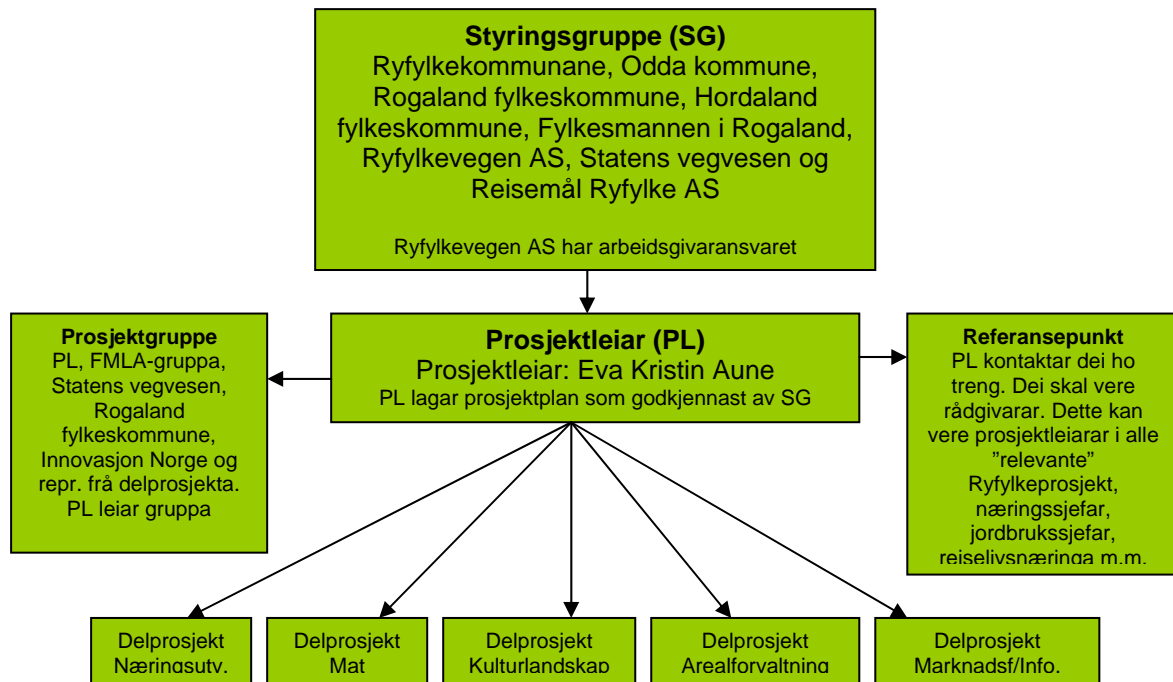 Styringsgruppe (SG)
Ryfylkekommunane, Odda kommune,
Rogaland fylkeskommune, Hordaland
fylkeskommune, Fylkesmannen i Rogaland,
Ryfylkevegen AS, Statens vegvesen og
Reisemål Ryfylke AS
Ryfylkevegen AS har arbeidsgivaransvaret
Prosjektgruppe
PL, FMLA-gruppa,
Statens vegvesen,
Rogaland
fylkeskommune,
Innovasjon Norge og
repr. frå delprosjekta.
PL leiar gruppa
Prosjektleiar (PL)
Prosjektleiar: Eva Kristin Aune
PL lagar prosjektplan som godkjennast av SG
Referansepunkt
PL kontaktar dei ho
treng. Dei skal vere
rådgivarar. Dette kan
vere prosjektleiarar i alle
”relevante”
Ryfylkeprosjekt,
næringssjefar,
jordbrukssjefar,
reiselivsnæringa m.m.
Delprosjekt
Næringsutv.
Delprosjekt
Mat
Delprosjekt
Kulturlandskap
Delprosjekt
Arealforvaltning
Delprosjekt
Marknadsf/Info.